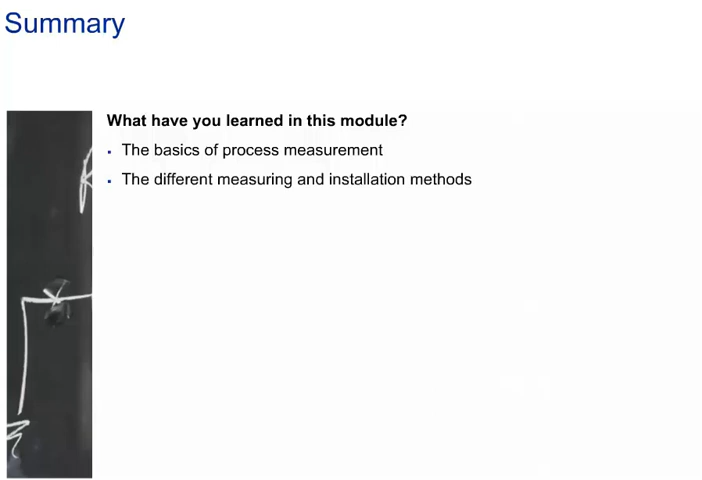 Summary
What have you learned in this module?
▪ The basics of process measurement
▪ The different measuring and installation methods